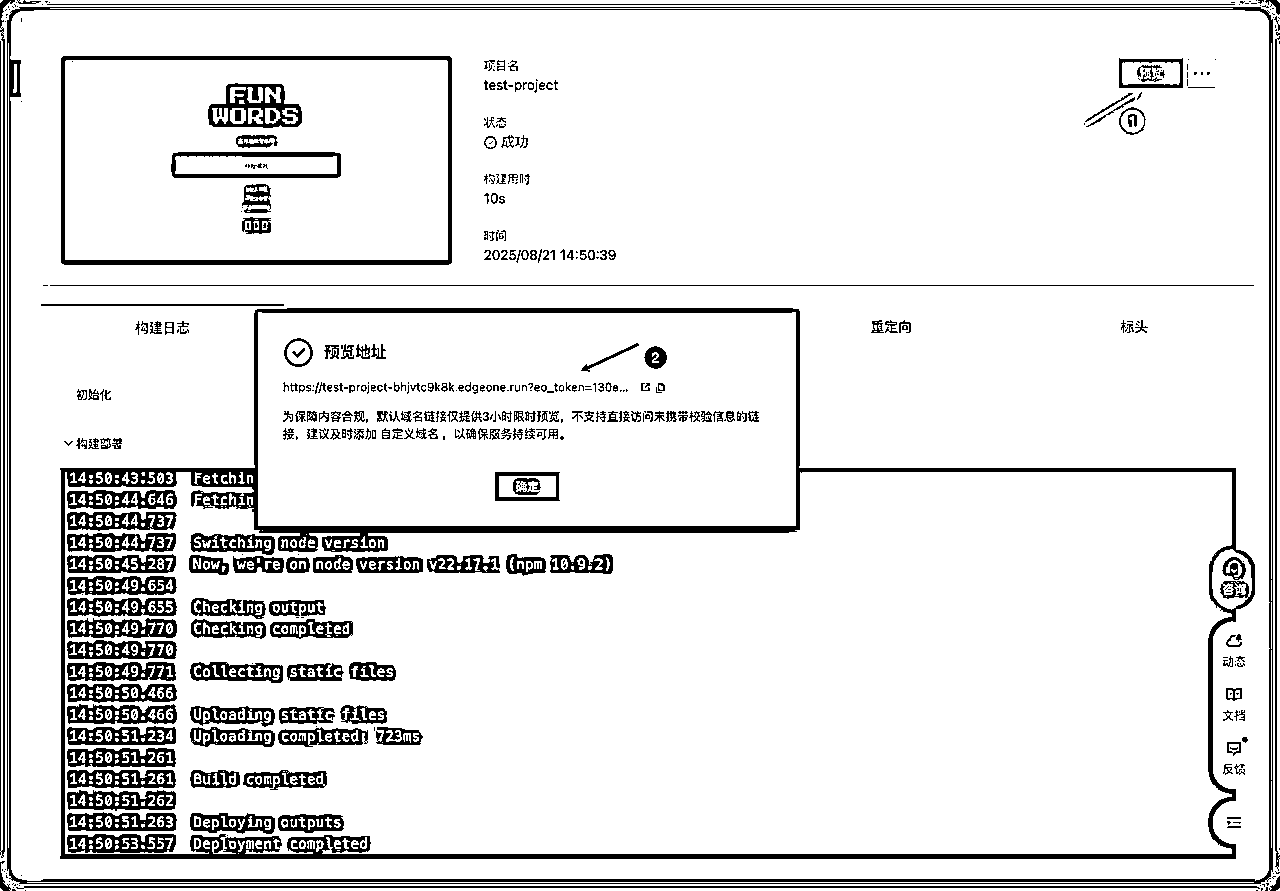 FUN
WORDS
项目名
test-project
状态
成功
构建用时
10s
时间
2025/08/21 14:50:39
预览
1
构建日志
重定向
标头
预览地址
2
https://test-project-bhjvtc9k8k.edgeone.run?eo_token=130e...
为保障内容合规，默认域名链接仅提供3小时限时预览，不支持直接访问未携带校验信息的链
接，建议及时添加 自定义域名 ，以确保服务持续可用。
确定
初始化
构建部署
14:50:43:503 Fetchin
14:50:44:646 Fetchin
14:50:44:737
14:50:44:737 Switching node version
14:50:45:287 Now, we're on node version v22.17.1 (npm 10.9.2)
14:50:49:654
14:50:49:655 Checking output
14:50:49:770 Checking completed
14:50:49:770
14:50:49:771 Collecting static files
14:50:50:466
14:50:50:466 Uploading static files
14:50:51:234 Uploading completed: 723ms
14:50:51:261
14:50:51:261 Build completed
14:50:51:262
14:50:51:263 Deploying outputs
14:50:53:557 Deployment completed
动态
文档
反馈